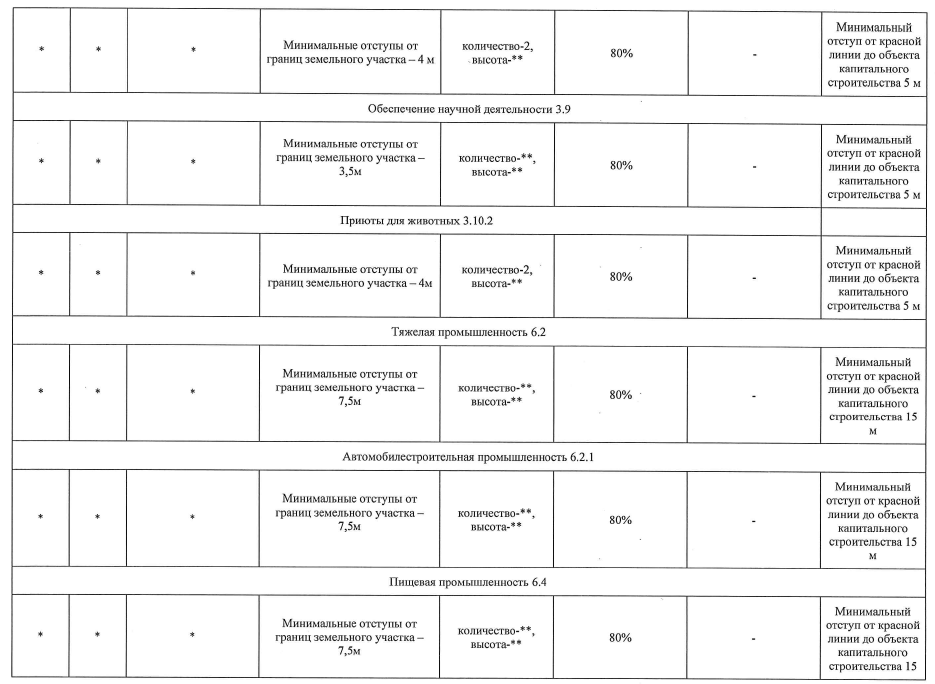 * * * Минимальные отступы от границ земельного участка – 4 м количество-2, высота-** 80% - Минимальный отступ от красной линии до объекта капитального строительства 5 м
Обеспечение научной деятельности 3.9
* * * Минимальные отступы от границ земельного участка – 3,5м количество-**, высота-** 80% - Минимальный отступ от красной линии до объекта капитального строительства 5 м
Приюты для животных 3.10.2
* * * Минимальные отступы от границ земельного участка – 4м количество-2, высота-** 80% - Минимальный отступ от красной линии до объекта капитального строительства 5 м
Тяжелая промышленность 6.2
* * * Минимальные отступы от границ земельного участка – 7,5м количество-**, высота-** 80% - Минимальный отступ от красной линии до объекта капитального строительства 15 м
Автомобилестроительная промышленность 6.2.1
* * * Минимальные отступы от границ земельного участка – 7,5м количество-**, высота-** 80% - Минимальный отступ от красной линии до объекта капитального строительства 15 м
Пищевая промышленность 6.4
* * * Минимальные отступы от границ земельного участка – 7,5м количество-**, высота-** 80% - Минимальный отступ от красной линии до объекта капитального строительства 15